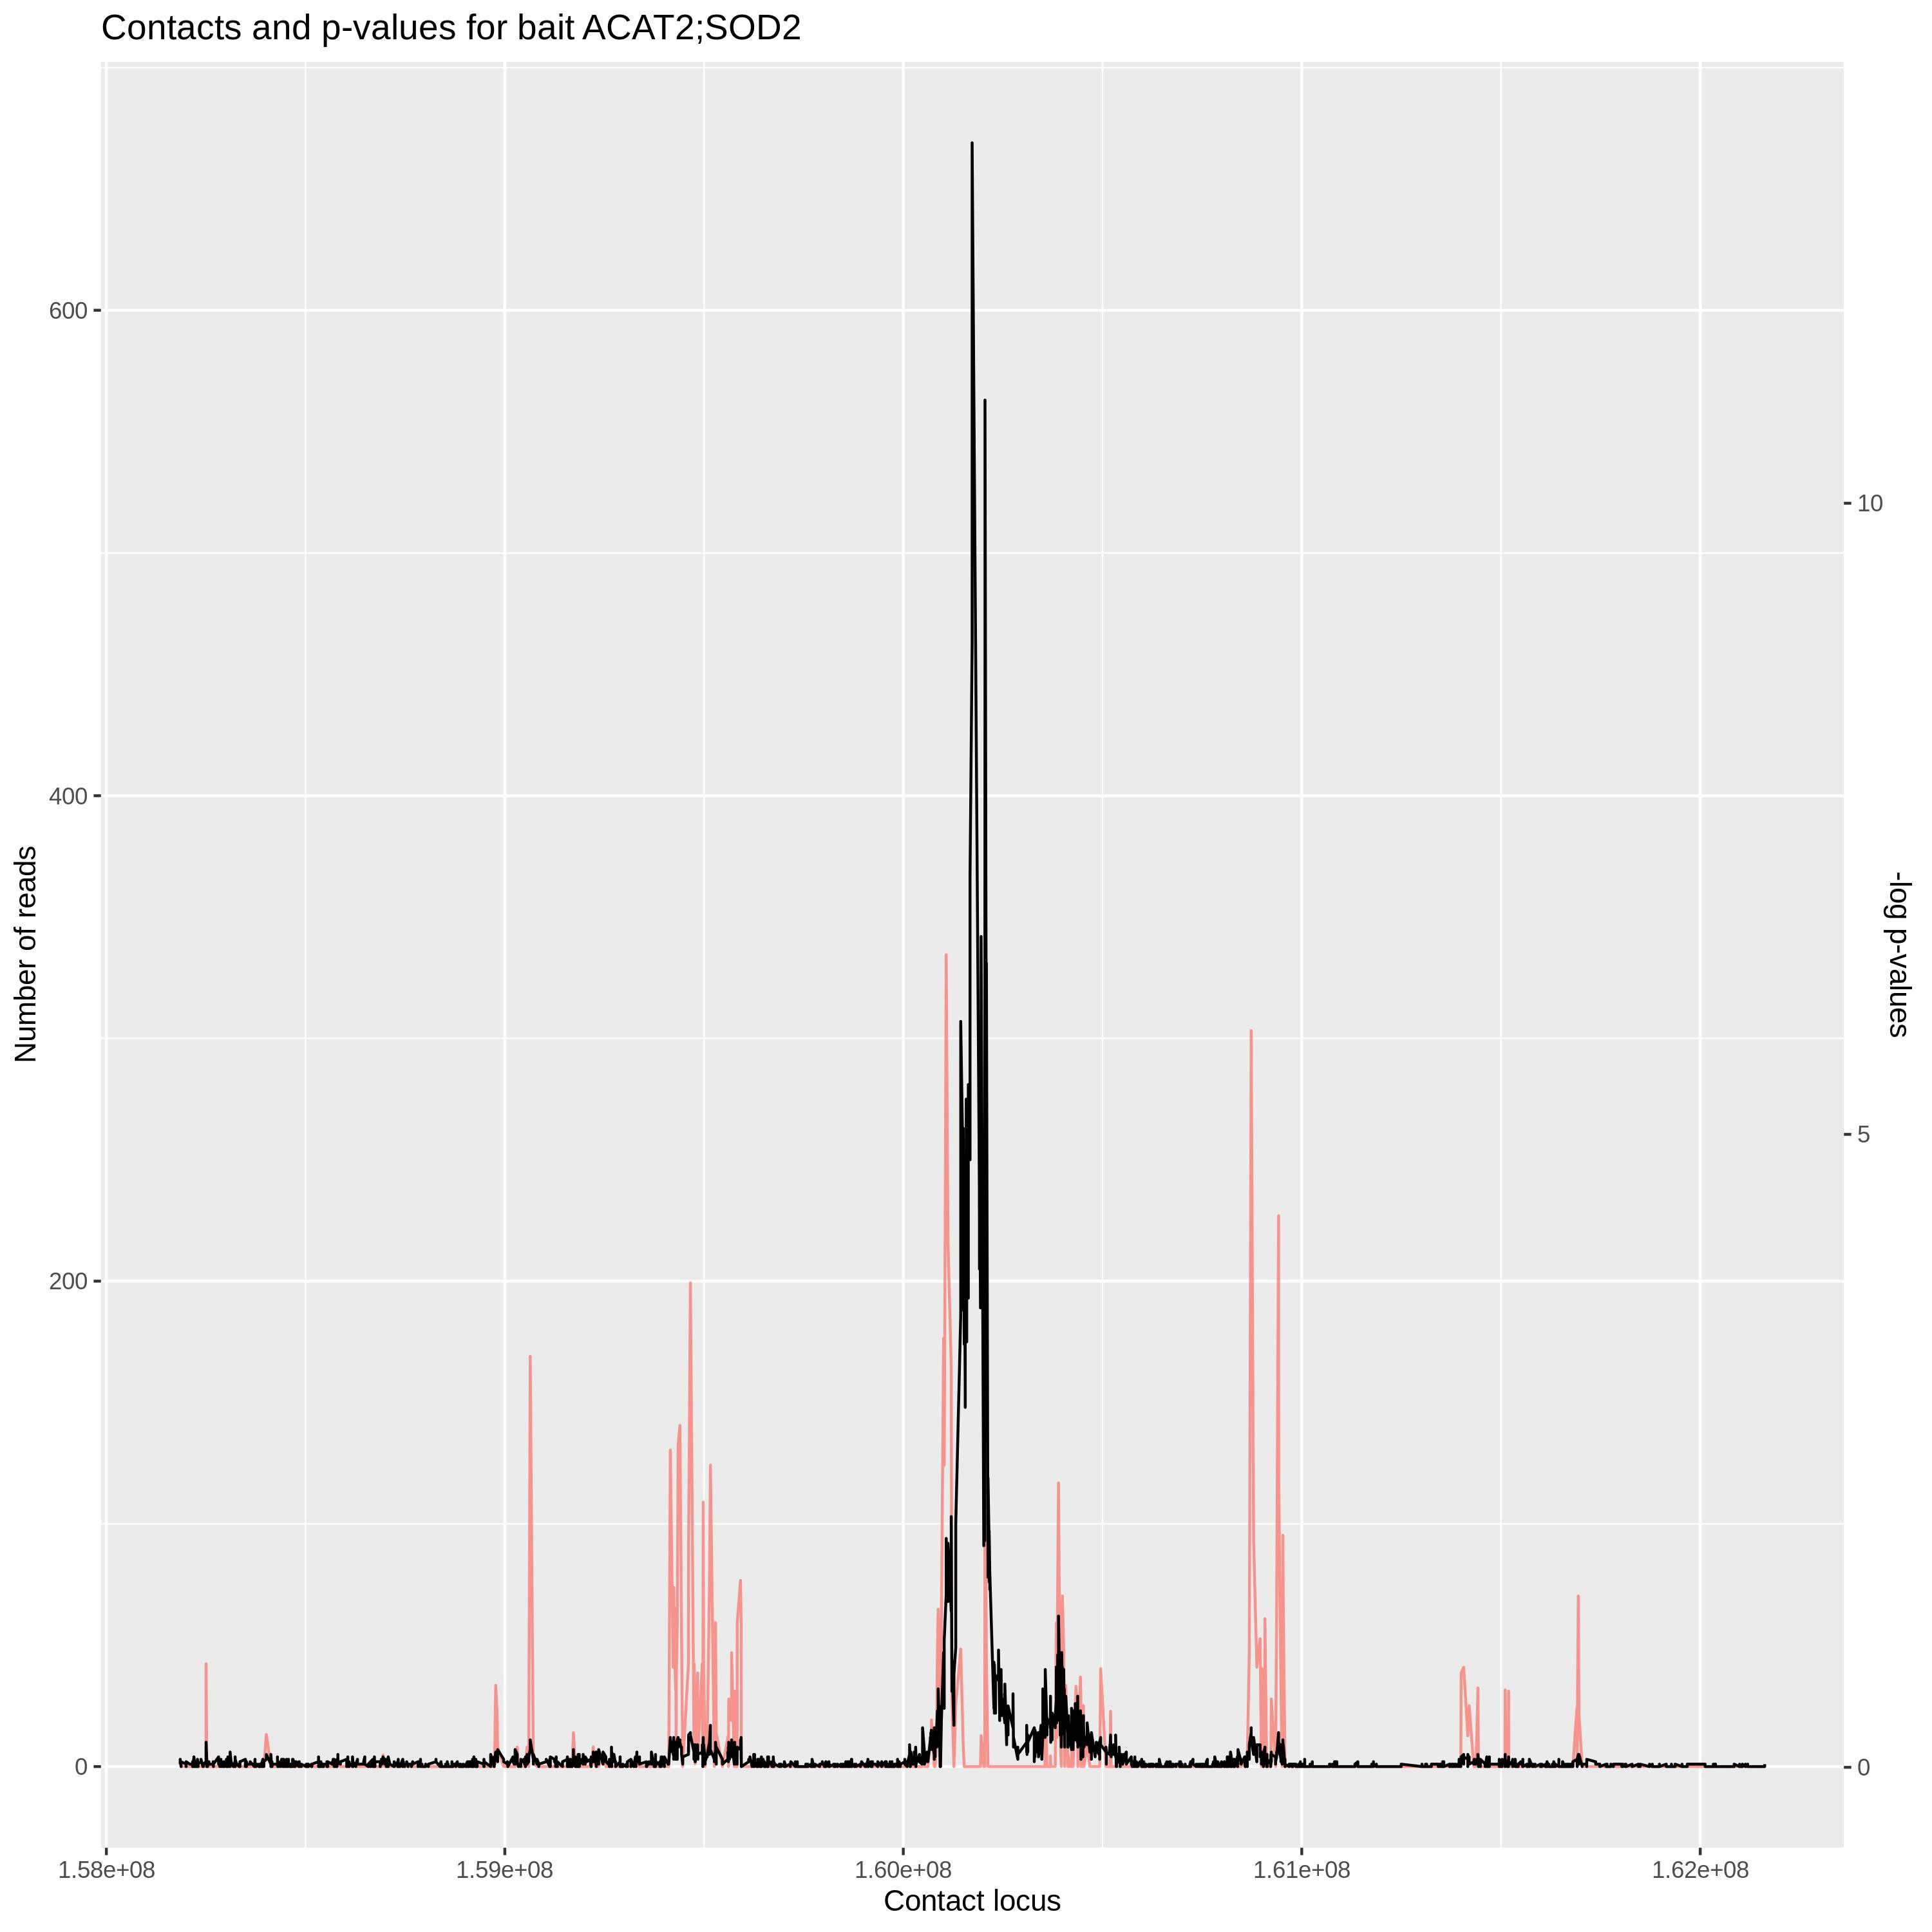 Contacts and p-values for bait ACAT2;SOD2
600
400
200
0
Number of reads
10
5
0
-log p-values
1.58e+08
1.59e+08
1.60e+08
1.61e+08
1.62e+08
Contact locus